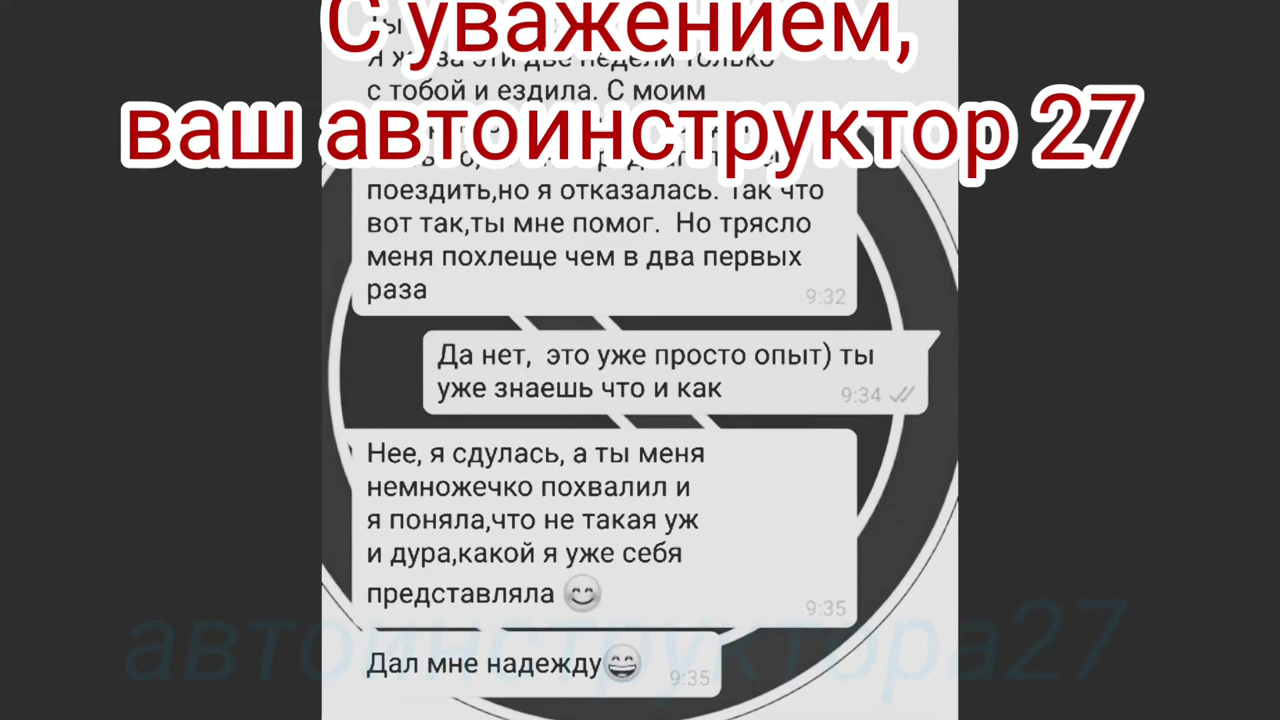 С уважением,
ваш автоинструктор 27
с тобой и ездила. С моим
поездить,но я отказалась. Так что
вот так,ты мне помог. Но трясло
меня похлеще чем в два первых
раза
9:32
Да нет, это уже просто опыт) ты
уже знаешь что и как
9:34
Нее, я сдулась, а ты меня
немножечко похвалил и
я поняла,что не такая уж
и дура,какой я уже себя
представляла 😊
9:35
Дал мне надежду😄
9:35
автоинструктора27